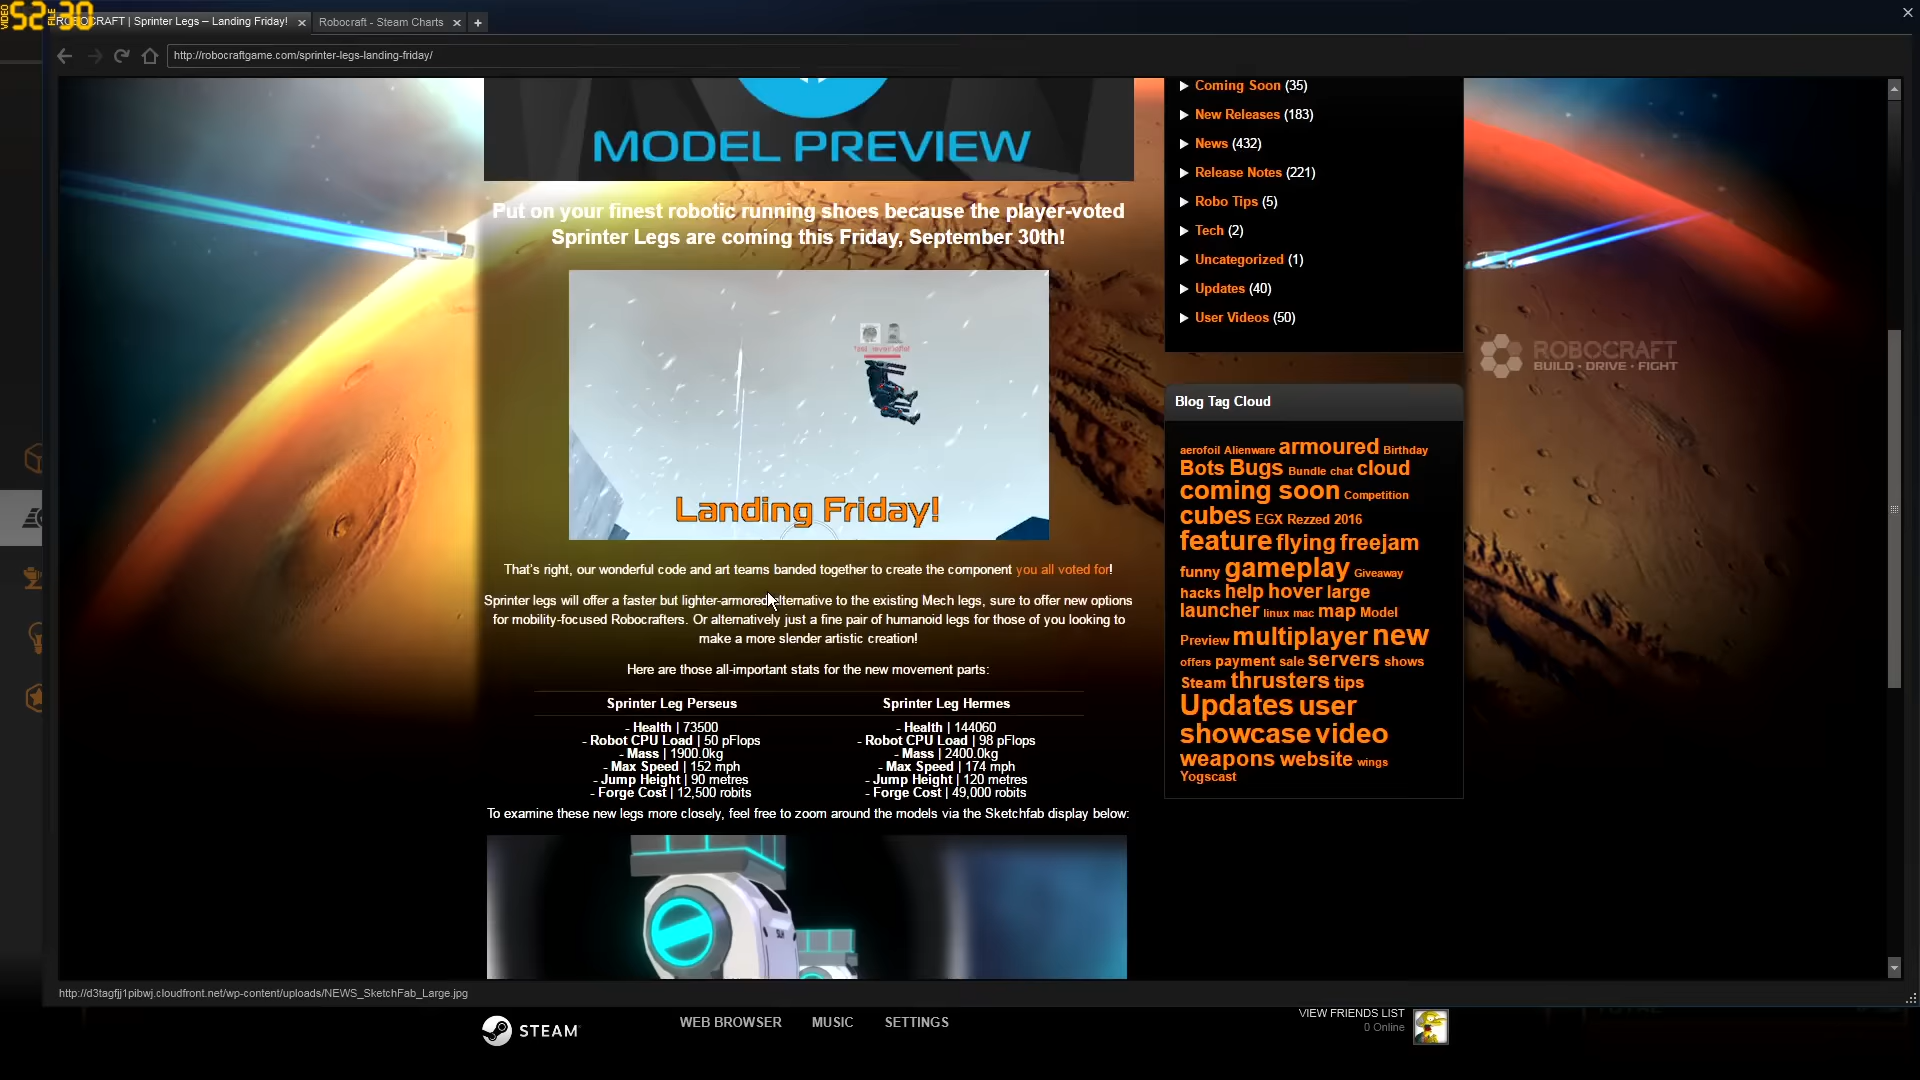 VIDEO
FILE
52 30
ROBOCRAFT | Sprinter Legs – Landing Friday!
Robocraft - Steam Charts
http://robocraftgame.com/sprinter-legs-landing-friday/
MODEL PREVIEW
Put on your finest robotic running shoes because the player-voted
Sprinter Legs are coming this Friday, September 30th!
Landing Friday!
That's right, our wonderful code and art teams banded together to create the component you all voted for!
Sprinter legs will offer a faster but lighter-armored alternative to the existing Mech legs, sure to offer new options
for mobility-focused Robocrafters. Or alternatively just a fine pair of humanoid legs for those of you looking to
make a more slender artistic creation!
Here are those all-important stats for the new movement parts:
Sprinter Leg Perseus
- Health | 73500
- Robot CPU Load | 50 pFlops
- Mass | 1900.0kg
- Max Speed | 152 mph
- Jump Height | 90 metres
- Forge Cost | 12,500 robits
Sprinter Leg Hermes
- Health | 144060
- Robot CPU Load | 98 pFlops
- Mass | 2400.0kg
- Max Speed | 174 mph
- Jump Height | 120 metres
- Forge Cost | 49,000 robits
To examine these new legs more closely, feel free to zoom around the models via the Sketchfab display below:
Coming Soon (35)
New Releases (183)
News (432)
Release Notes (221)
Robo Tips (5)
Tech (2)
Uncategorized (1)
Updates (40)
User Videos (50)
Blog Tag Cloud
aerofoil Alienware armoured Birthday
Bots Bugs Bundle chat cloud
coming soon Competition
cubes EGX Rezzed 2016
feature flying freejam
funny gameplay Giveaway
hacks help hover large
launcher linux mac map Model
Preview multiplayer new
offers payment sale servers shows
Steam thrusters tips
Updates user
showcase video
weapons website wings
Yogscast
ROBOCRAFT
BUILD • DRIVE • FIGHT
http://d3tagfjj1pibwj.cloudfront.net/wp-content/uploads/NEWS_SketchFab_Large.jpg
STEAM
WEB BROWSER
MUSIC
SETTINGS
VIEW FRIENDS LIST
0 Online